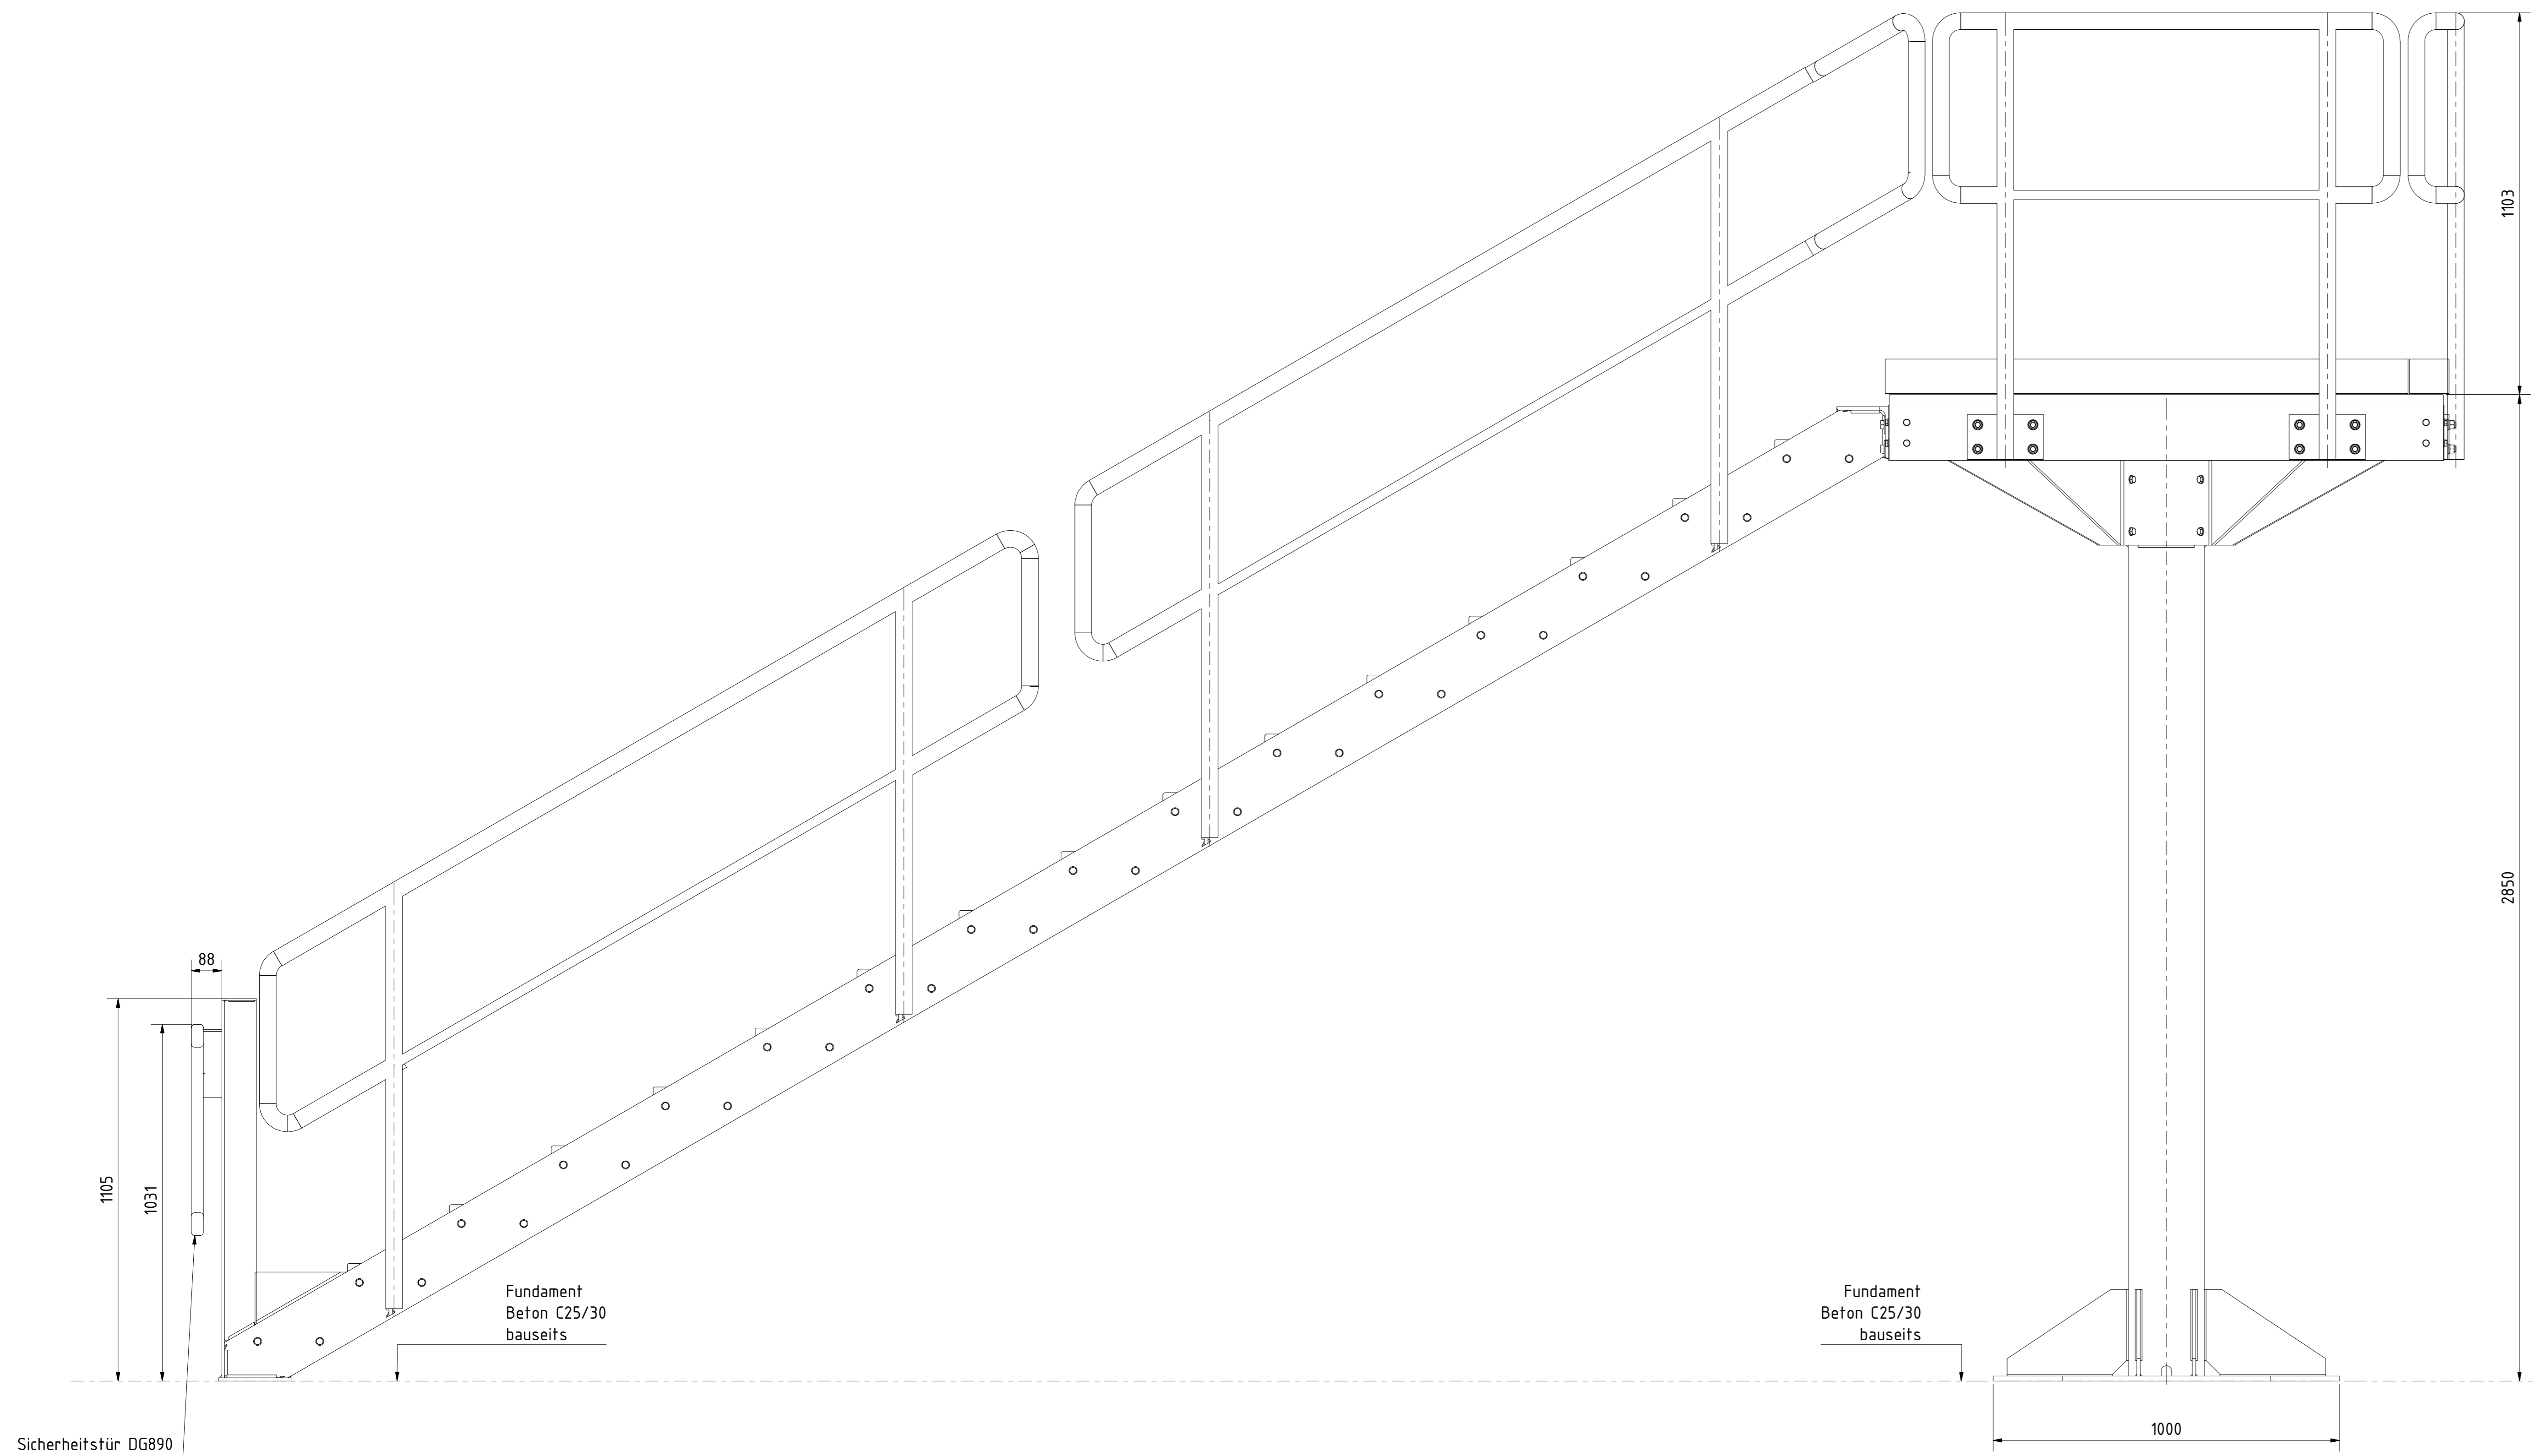 1103
2850
88
1105
1031
Fundament
Beton C25/30
bauseits
Fundament
Beton C25/30
bauseits
1000
Sicherheitstür DG890